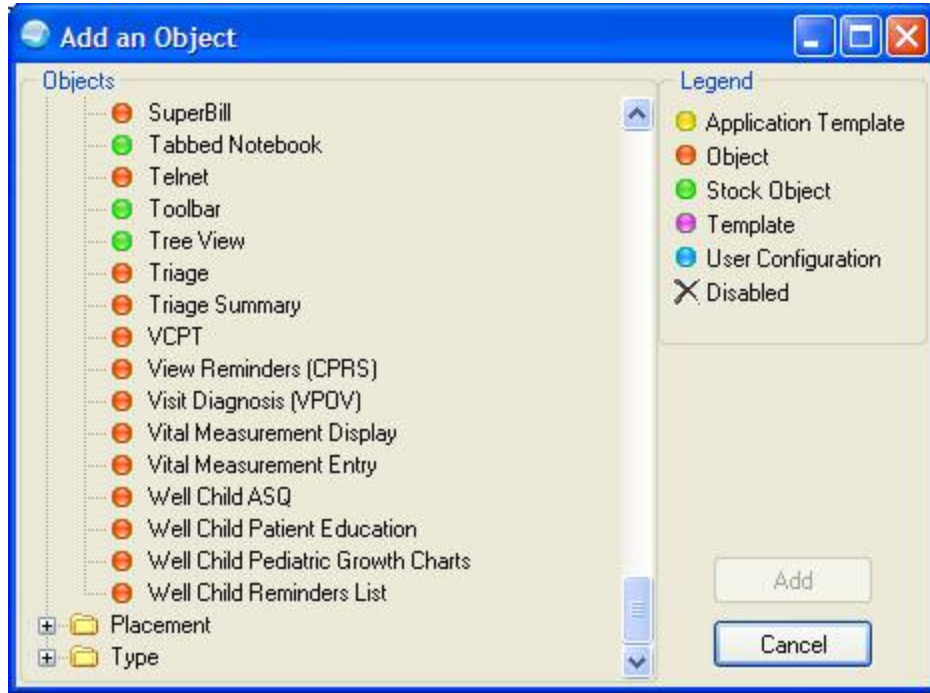 Add an Object
Objects
SuperBill
Tabbed Notebook
Telnet
Toolbar
Tree View
Triage
Triage Summary
VCPT
View Reminders (CPRS)
Visit Diagnosis (VPOV)
Vital Measurement Display
Vital Measurement Entry
Well Child ASQ
Well Child Patient Education
Well Child Pediatric Growth Charts
Well Child Reminders List
Placement
Type
Legend
Application Template
Object
Stock Object
Template
User Configuration
Disabled
Add
Cancel